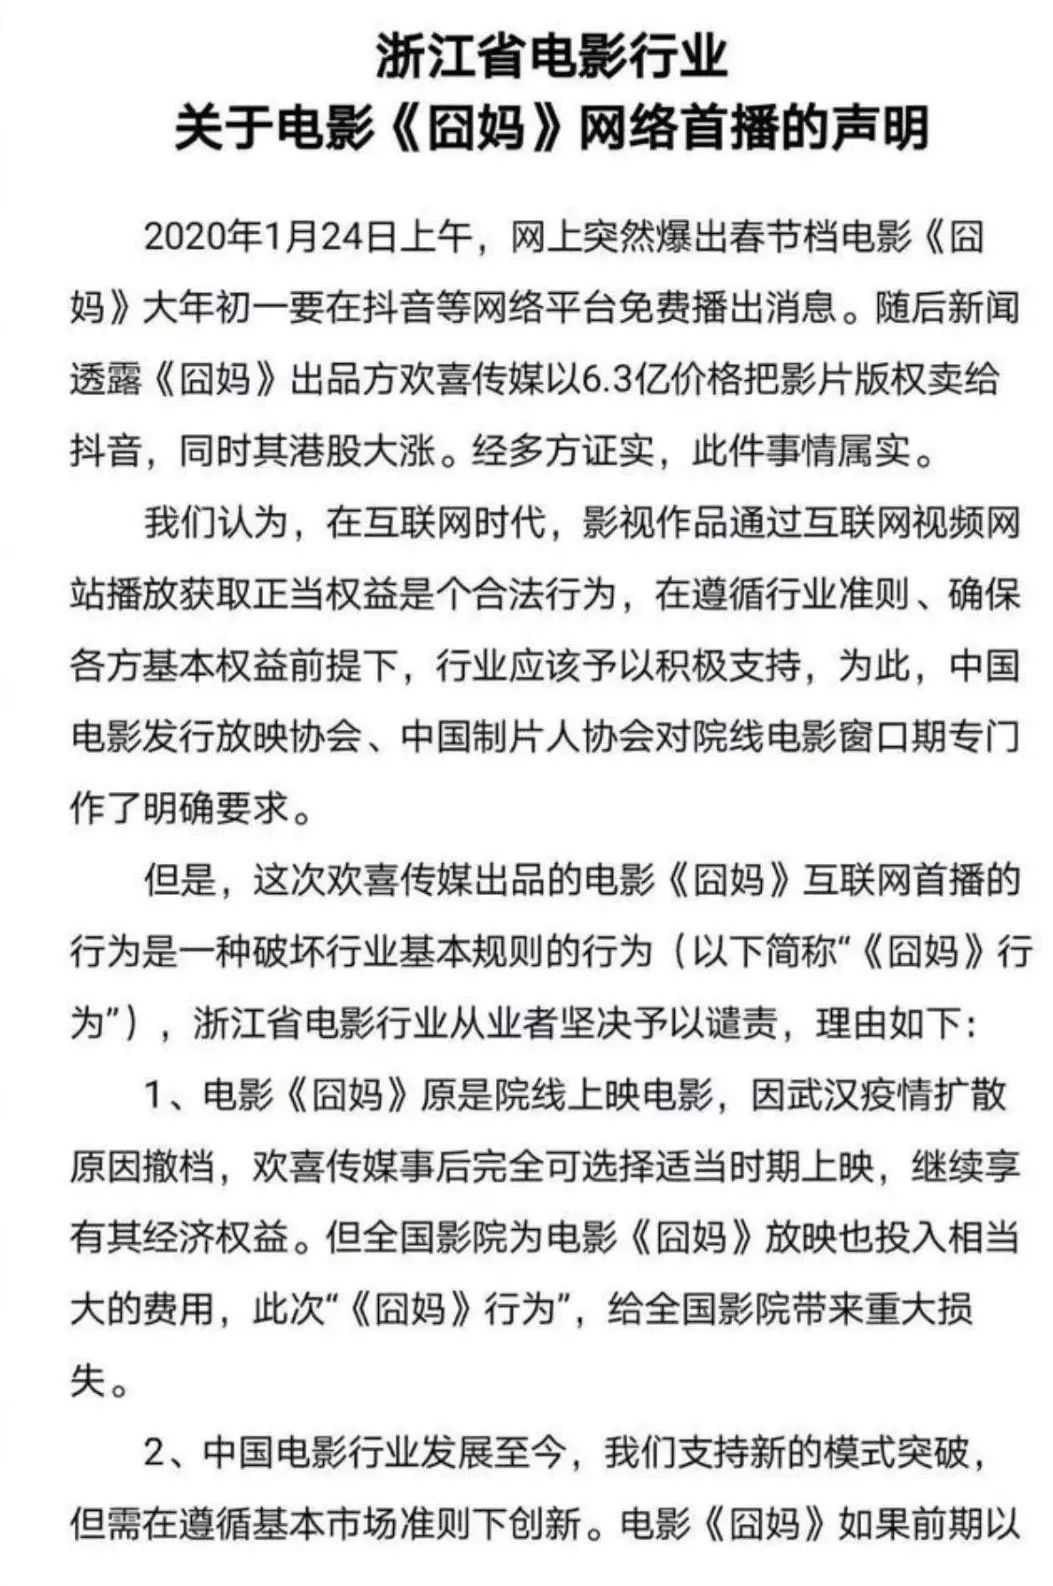 浙江省电影行业
关于电影《囧妈》网络首播的声明
2020年1月24日上午，网上突然爆出春节档电影《囧
妈》大年初一要在抖音等网络平台免费播出消息。随后新闻
透露《囧妈》出品方欢喜传媒以6.3亿价格把影片版权卖给
抖音，同时其港股大涨。经多方证实，此件事情属实。
我们认为，在互联网时代，影视作品通过互联网视频网
站播放获取正当权益是个合法行为，在遵循行业准则、确保
各方基本权益前提下，行业应该予以积极支持，为此，中国
电影发行放映协会、中国制片人协会对院线电影窗口期专门
作了明确要求。
但是，这次欢喜传媒出品的电影《囧妈》互联网首播的
行为是一种破坏行业基本规则的行为（以下简称“《囧妈》行
为”），浙江省电影行业从业者坚决予以谴责，理由如下：
1、电影《囧妈》原是院线上映电影，因武汉疫情扩散
原因撤档，欢喜传媒事后完全可选择适当时期上映，继续享
有其经济权益。但全国影院为电影《囧妈》放映也投入相当
大的费用，此次“《囧妈》行为”，给全国影院带来重大损
失。
2、中国电影行业发展至今，我们支持新的模式突破，
但需在遵循基本市场准则下创新。电影《囧妈》如果前期以